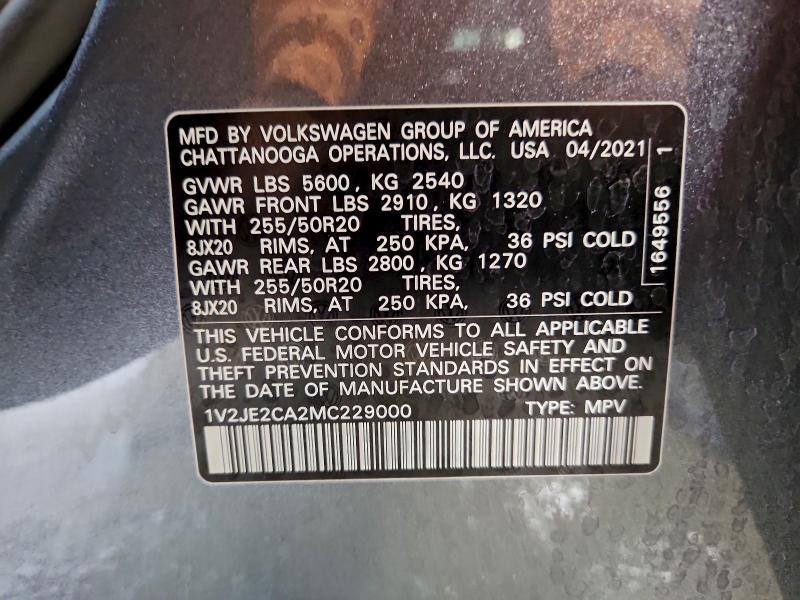 MFD BY VOLKSWAGEN GROUP OF AMERICA
CHATTANOOGA OPERATIONS, LLC. USA 04/2021
GVWR LBS 5600, KG 2540
GAWR FRONT LBS 2910, KG 1320
WITH 255/50R20 TIRES,
8JX20 RIMS, AT 250 KPA, 36 PSI COLD
GAWR REAR LBS 2800, KG 1270
WITH 255/50R20 TIRES,
8JX20 RIMS, AT 250 KPA, 36 PSI COLD
1649556 1
THIS VEHICLE CONFORMS TO ALL APPLICABLE
U.S. FEDERAL MOTOR VEHICLE SAFETY AND
THEFT PREVENTION STANDARDS IN EFFECT ON
THE DATE OF MANUFACTURE SHOWN ABOVE.
1V2JE2CA2MC229000 TYPE: MPV